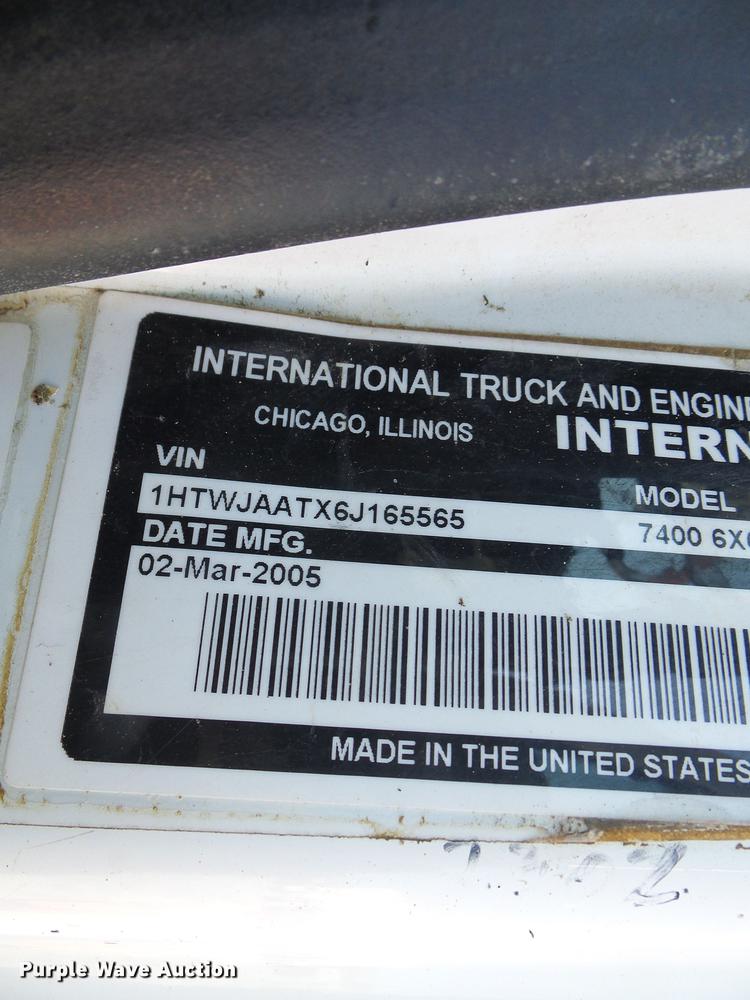 INTERNATIONAL TRUCK AND ENGINE
CHICAGO, ILLINOIS
INTERN
VIN
MODEL
1HTWJAATX6J165565
7400 6X
DATE MFG.
02-Mar-2005
MADE IN THE UNITED STATES
Purple Wave Auction